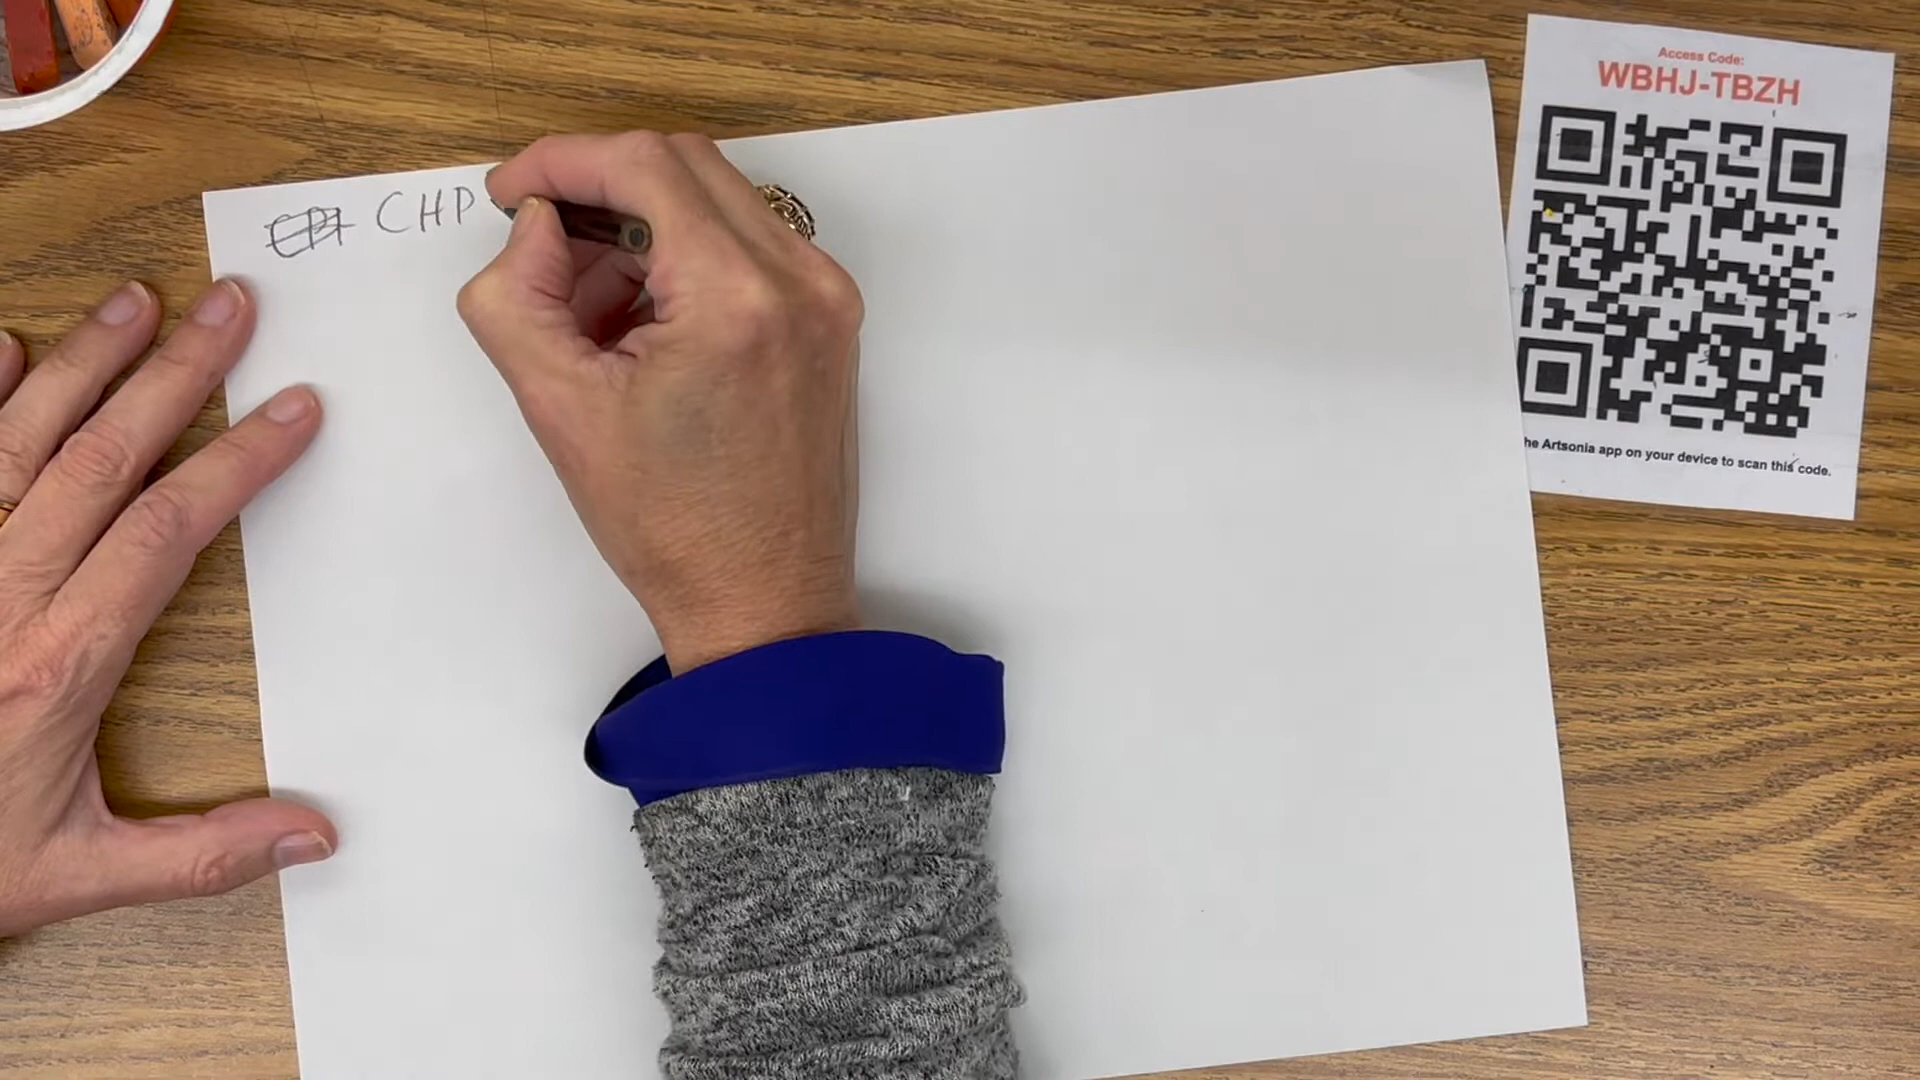 Access Code:
WBHJ-TBZH
CHP
he Artsonia app on your device to scan this code.